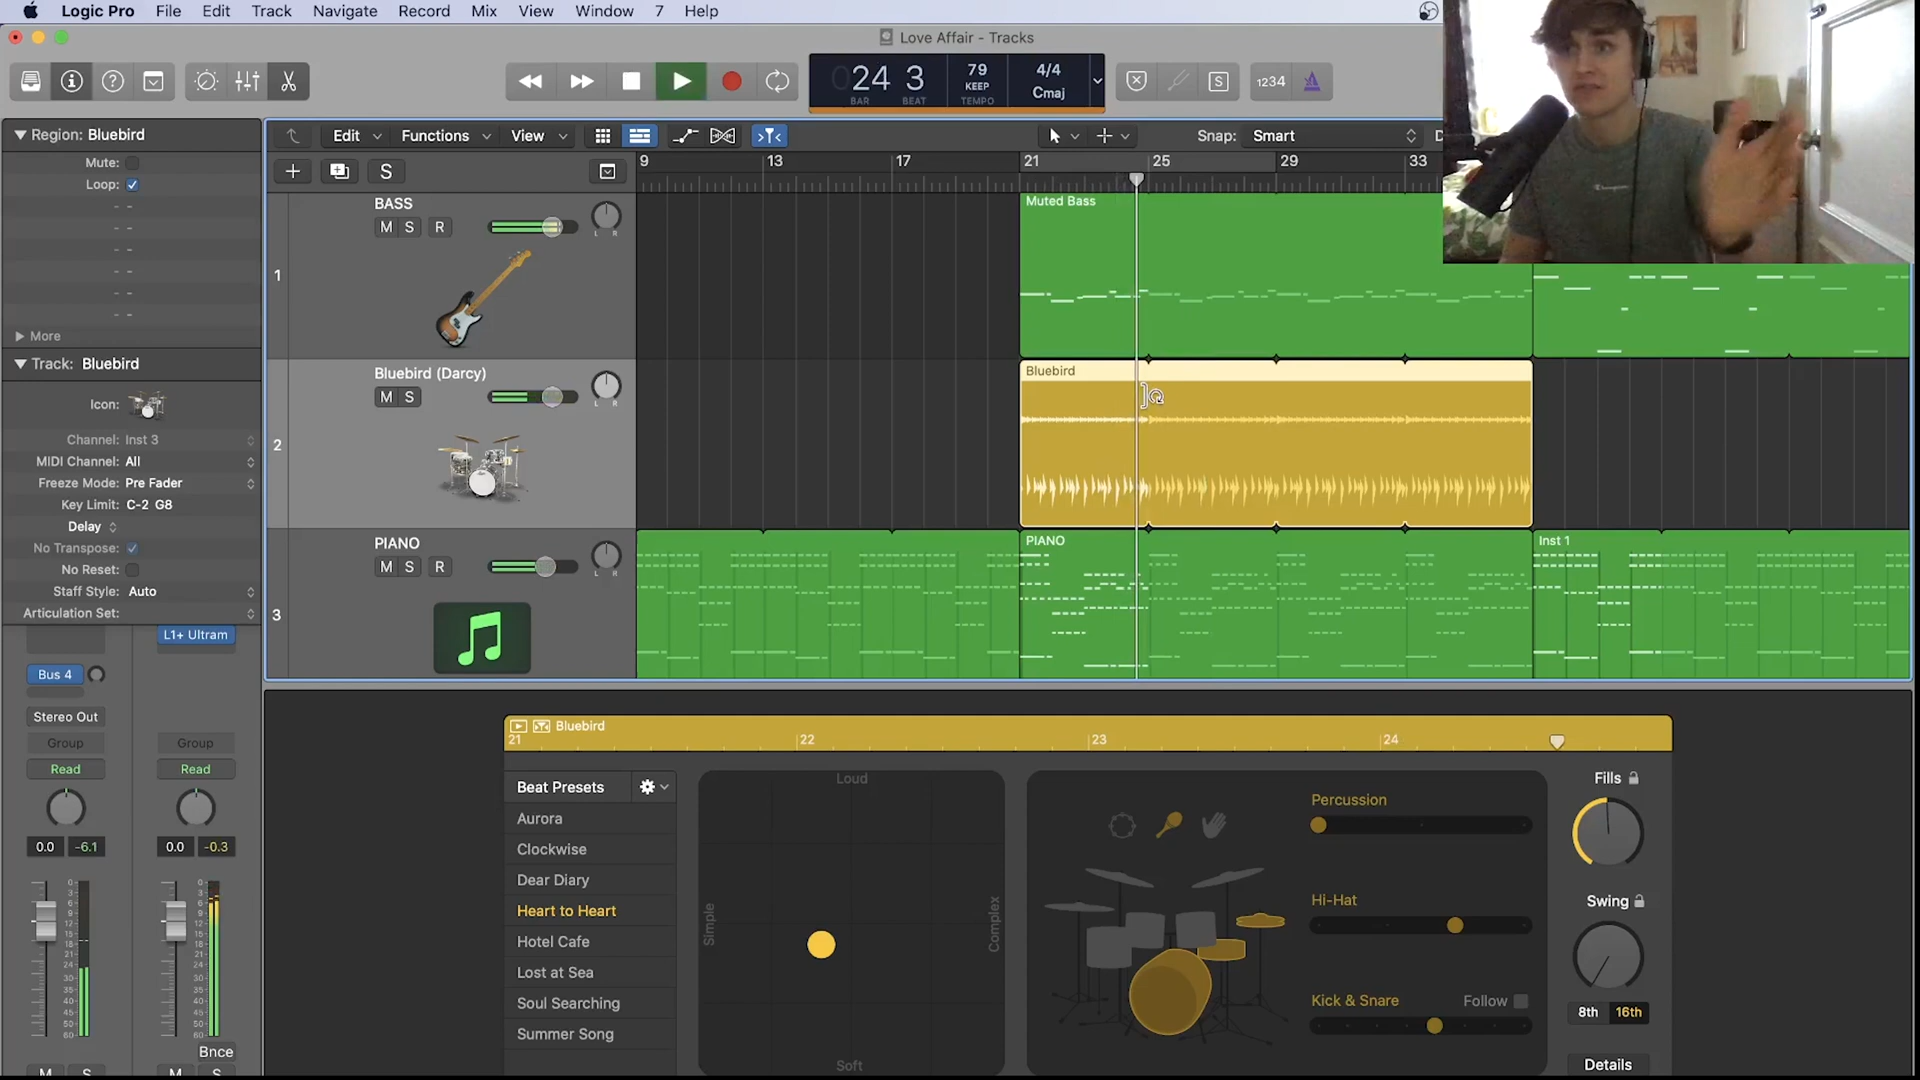 Logic Pro File Edit Track Navigate Record Mix View Window 7 Help
Love Affair - Tracks
24 3
BAR BEAT
79
KEEP
TEMPO
4/4
Cmaj
S
1234
Region: Bluebird
Mute:
Loop:
More
Track: Bluebird
Icon:
Channel: Inst 3
MIDI Channel: All
Freeze Mode: Pre Fader
Key Limit: C-2 G8
Delay
No Transpose:
No Reset:
Staff Style: Auto
Articulation Set:
L1+ Ultram
Bus 4
Stereo Out
Group Group
Read Read
0.0 -6.1 0.0 -0.3
Bnce
M S M S
Edit Functions View Snap: Smart D
S
9 13 17 21 25 29 33
1
BASS
M S R
L R
Muted Bass
2
Bluebird (Darcy)
M S
L R
Bluebird
3
PIANO
M S R
L R
PIANO Inst 1
Bluebird
21 22 23 24
Beat Presets
Aurora
Clockwise
Dear Diary
Heart to Heart
Hotel Cafe
Lost at Sea
Soul Searching
Summer Song
Loud
Simple
Complex
Soft
Percussion
Hi-Hat
Kick & Snare Follow
Fills
Swing
8th 16th
Details